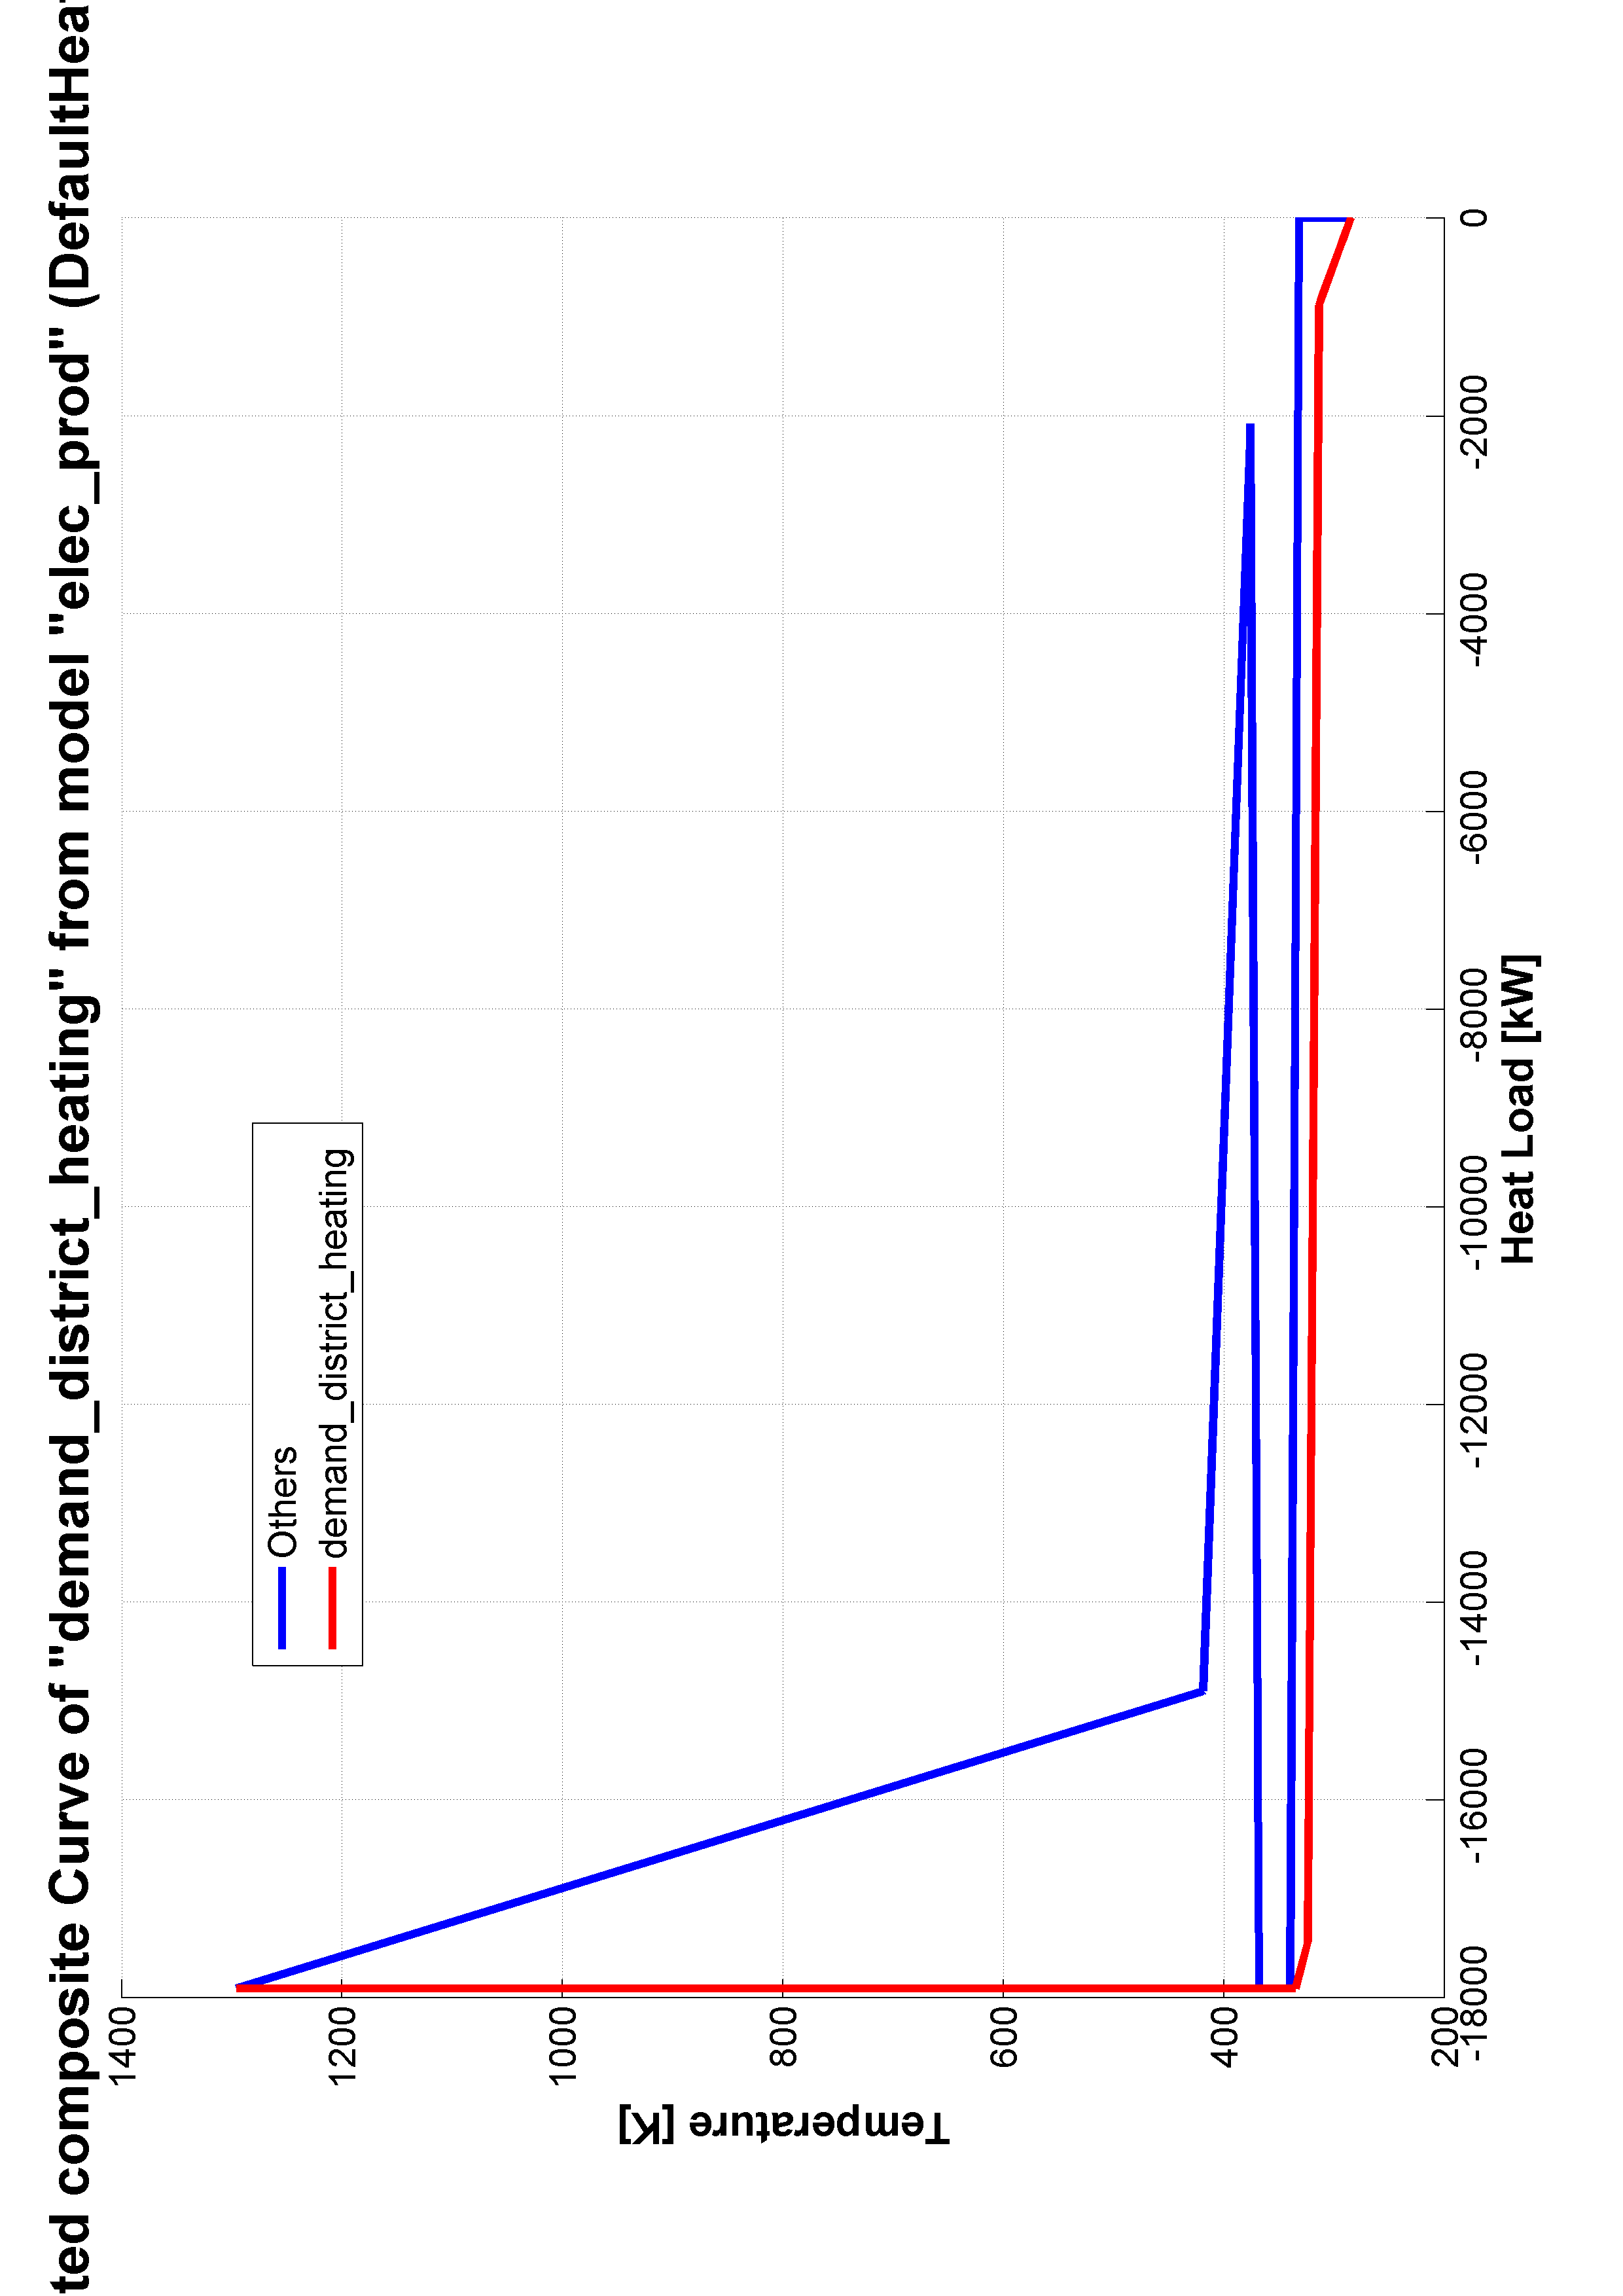 ted composite Curve of "demand_district_heating" from model "elec_prod" (DefaultHea
Others
demand_district_heating
Temperature [K]
1400
1200
1000
800
600
400
200
-18000 -16000 -14000 -12000 -10000 -8000 -6000 -4000 -2000 0
Heat Load [kW]